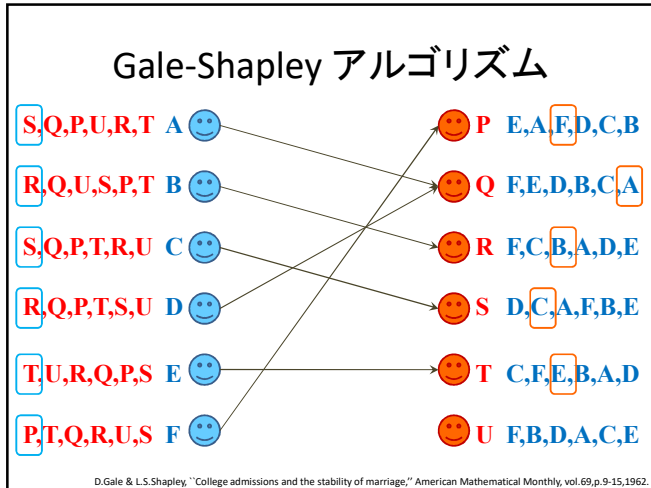 Gale-Shapley アルゴリズム
S,Q,P,U,R,T A P E,A,F,D,C,B
R,Q,U,S,P,T B Q F,E,D,B,C,A
S,Q,P,T,R,U C R F,C,B,A,D,E
R,Q,P,T,S,U D S D,C,A,F,B,E
T,U,R,Q,P,S E T C,F,E,B,A,D
P,T,Q,R,U,S F U F,B,D,A,C,E
D.Gale & L.S.Shapley, ``College admissions and the stability of marriage,'' American Mathematical Monthly, vol.69,p.9-15,1962.